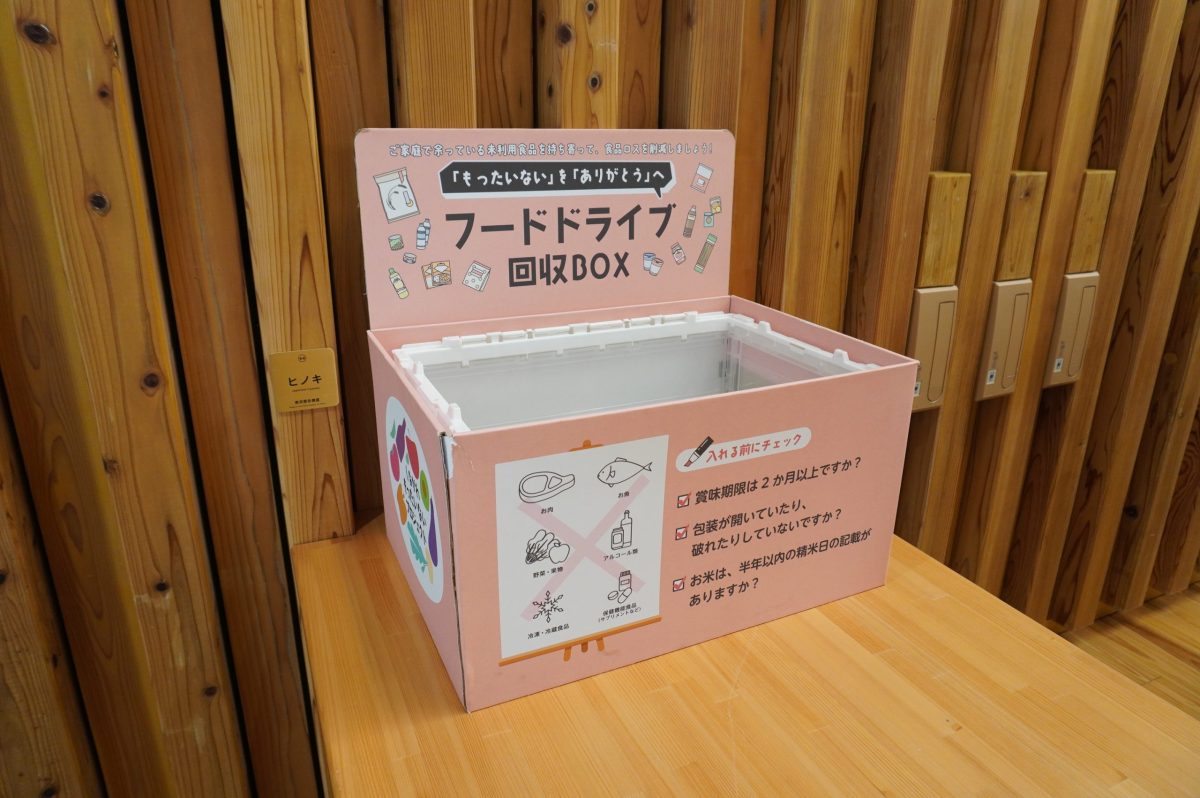 ご家庭で余っている未利用食品を持ち寄って、食品ロスを削減しましょう!
「もったいない」を「ありがとう」へ
フードドライブ
回収BOX
ヒノキ
入れる前にチェック
賞味期限は2か月以上ですか?
包装が開いていたり、
破れたりしていないですか?
お米は、半年以内の精米日の記載が
ありますか?
お肉
お魚
野菜・果物
アルコール類
冷凍・冷蔵食品
保健機能食品
(サプリメントなど)